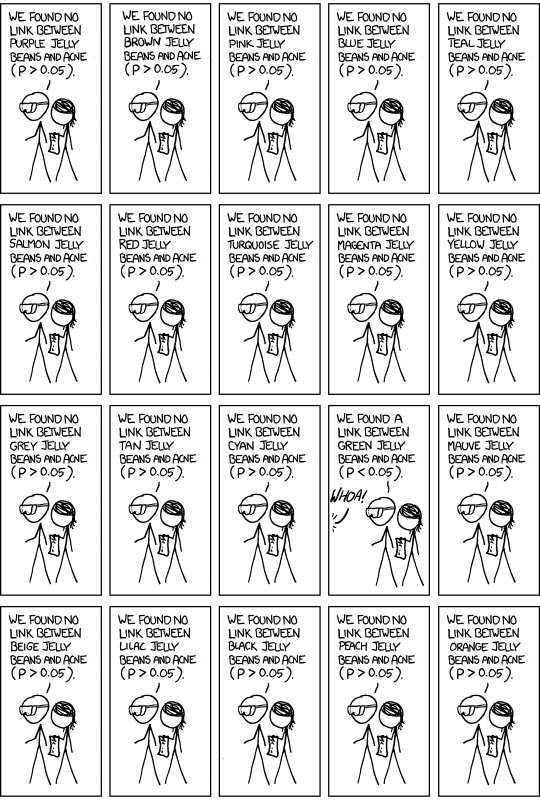 WE FOUND NO
LINK BETWEEN
PURPLE JELLY
BEANS AND ACNE
(P > 0.05).
WE FOUND NO
LINK BETWEEN
BROWN JELLY
BEANS AND ACNE
(P > 0.05).
WE FOUND NO
LINK BETWEEN
PINK JELLY
BEANS AND ACNE
(P > 0.05).
WE FOUND NO
LINK BETWEEN
BLUE JELLY
BEANS AND ACNE
(P > 0.05).
WE FOUND NO
LINK BETWEEN
TEAL JELLY
BEANS AND ACNE
(P > 0.05).
WE FOUND NO
LINK BETWEEN
SALMON JELLY
BEANS AND ACNE
(P > 0.05).
WE FOUND NO
LINK BETWEEN
RED JELLY
BEANS AND ACNE
(P > 0.05).
WE FOUND NO
LINK BETWEEN
TURQUOISE JELLY
BEANS AND ACNE
(P > 0.05).
WE FOUND NO
LINK BETWEEN
MAGENTA JELLY
BEANS AND ACNE
(P > 0.05).
WE FOUND NO
LINK BETWEEN
YELLOW JELLY
BEANS AND ACNE
(P > 0.05).
WE FOUND NO
LINK BETWEEN
GREY JELLY
BEANS AND ACNE
(P > 0.05).
WE FOUND NO
LINK BETWEEN
TAN JELLY
BEANS AND ACNE
(P > 0.05).
WE FOUND NO
LINK BETWEEN
CYAN JELLY
BEANS AND ACNE
(P > 0.05).
WE FOUND A
LINK BETWEEN
GREEN JELLY
BEANS AND ACNE
(P < 0.05).
WHOA!
WE FOUND NO
LINK BETWEEN
MAUVE JELLY
BEANS AND ACNE
(P > 0.05).
WE FOUND NO
LINK BETWEEN
BEIGE JELLY
BEANS AND ACNE
(P > 0.05).
WE FOUND NO
LINK BETWEEN
LILAC JELLY
BEANS AND ACNE
(P > 0.05).
WE FOUND NO
LINK BETWEEN
BLACK JELLY
BEANS AND ACNE
(P > 0.05).
WE FOUND NO
LINK BETWEEN
PEACH JELLY
BEANS AND ACNE
(P > 0.05).
WE FOUND NO
LINK BETWEEN
ORANGE JELLY
BEANS AND ACNE
(P > 0.05).